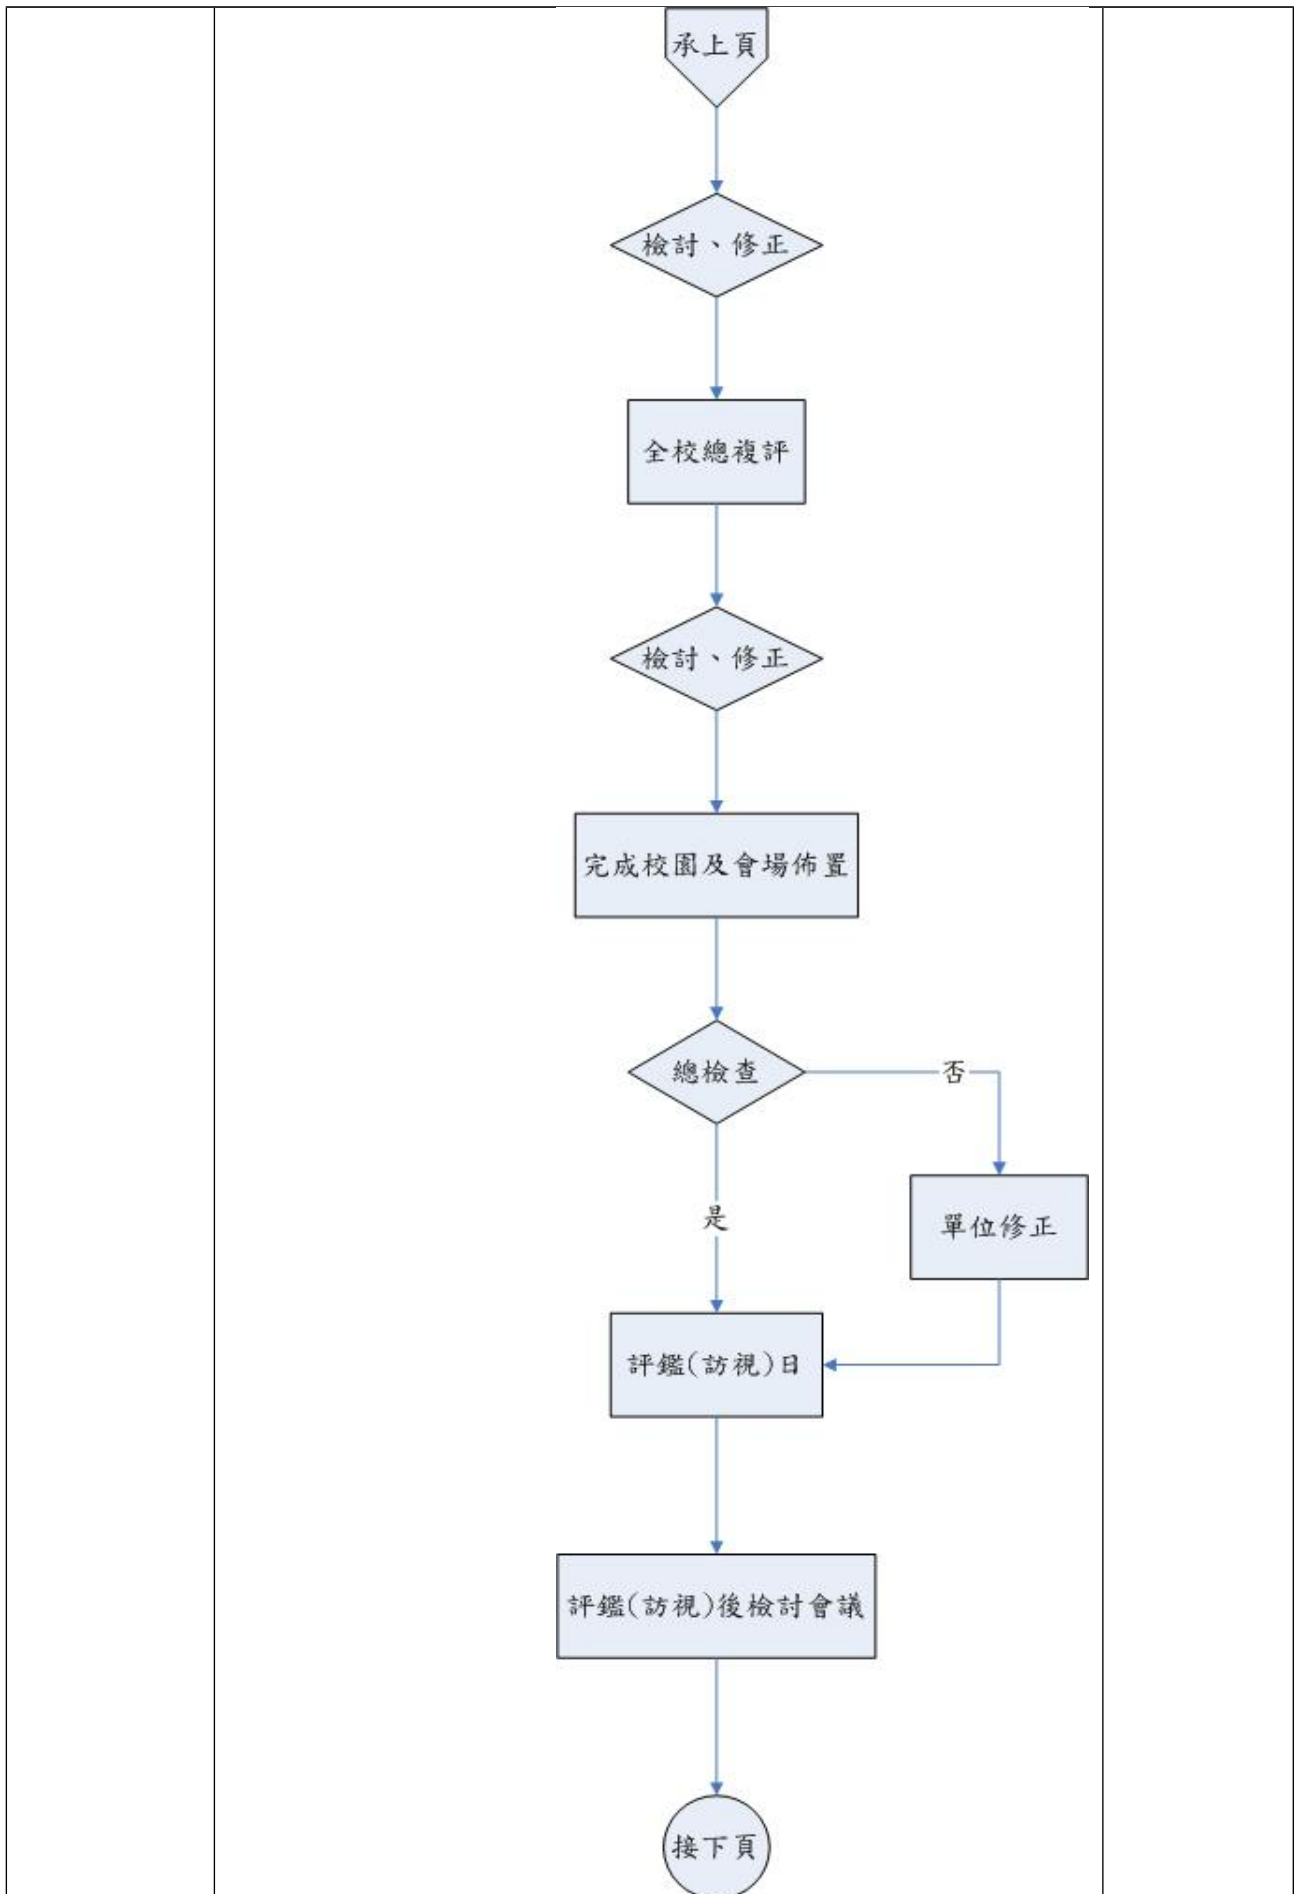 承上頁
檢討、修正
全校總複評
檢討、修正
完成校園及會場佈置
總檢查
否
是
單位修正
評鑑(訪視)日
評鑑(訪視)後檢討會議
接下頁